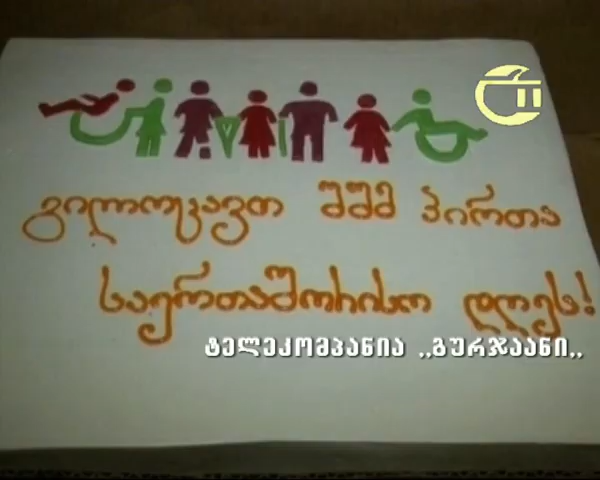 გილოცავთ შშმ პირთა
საერთაშორისო დღეს!
ტელეკომპანია ,,გურჯაანი,,